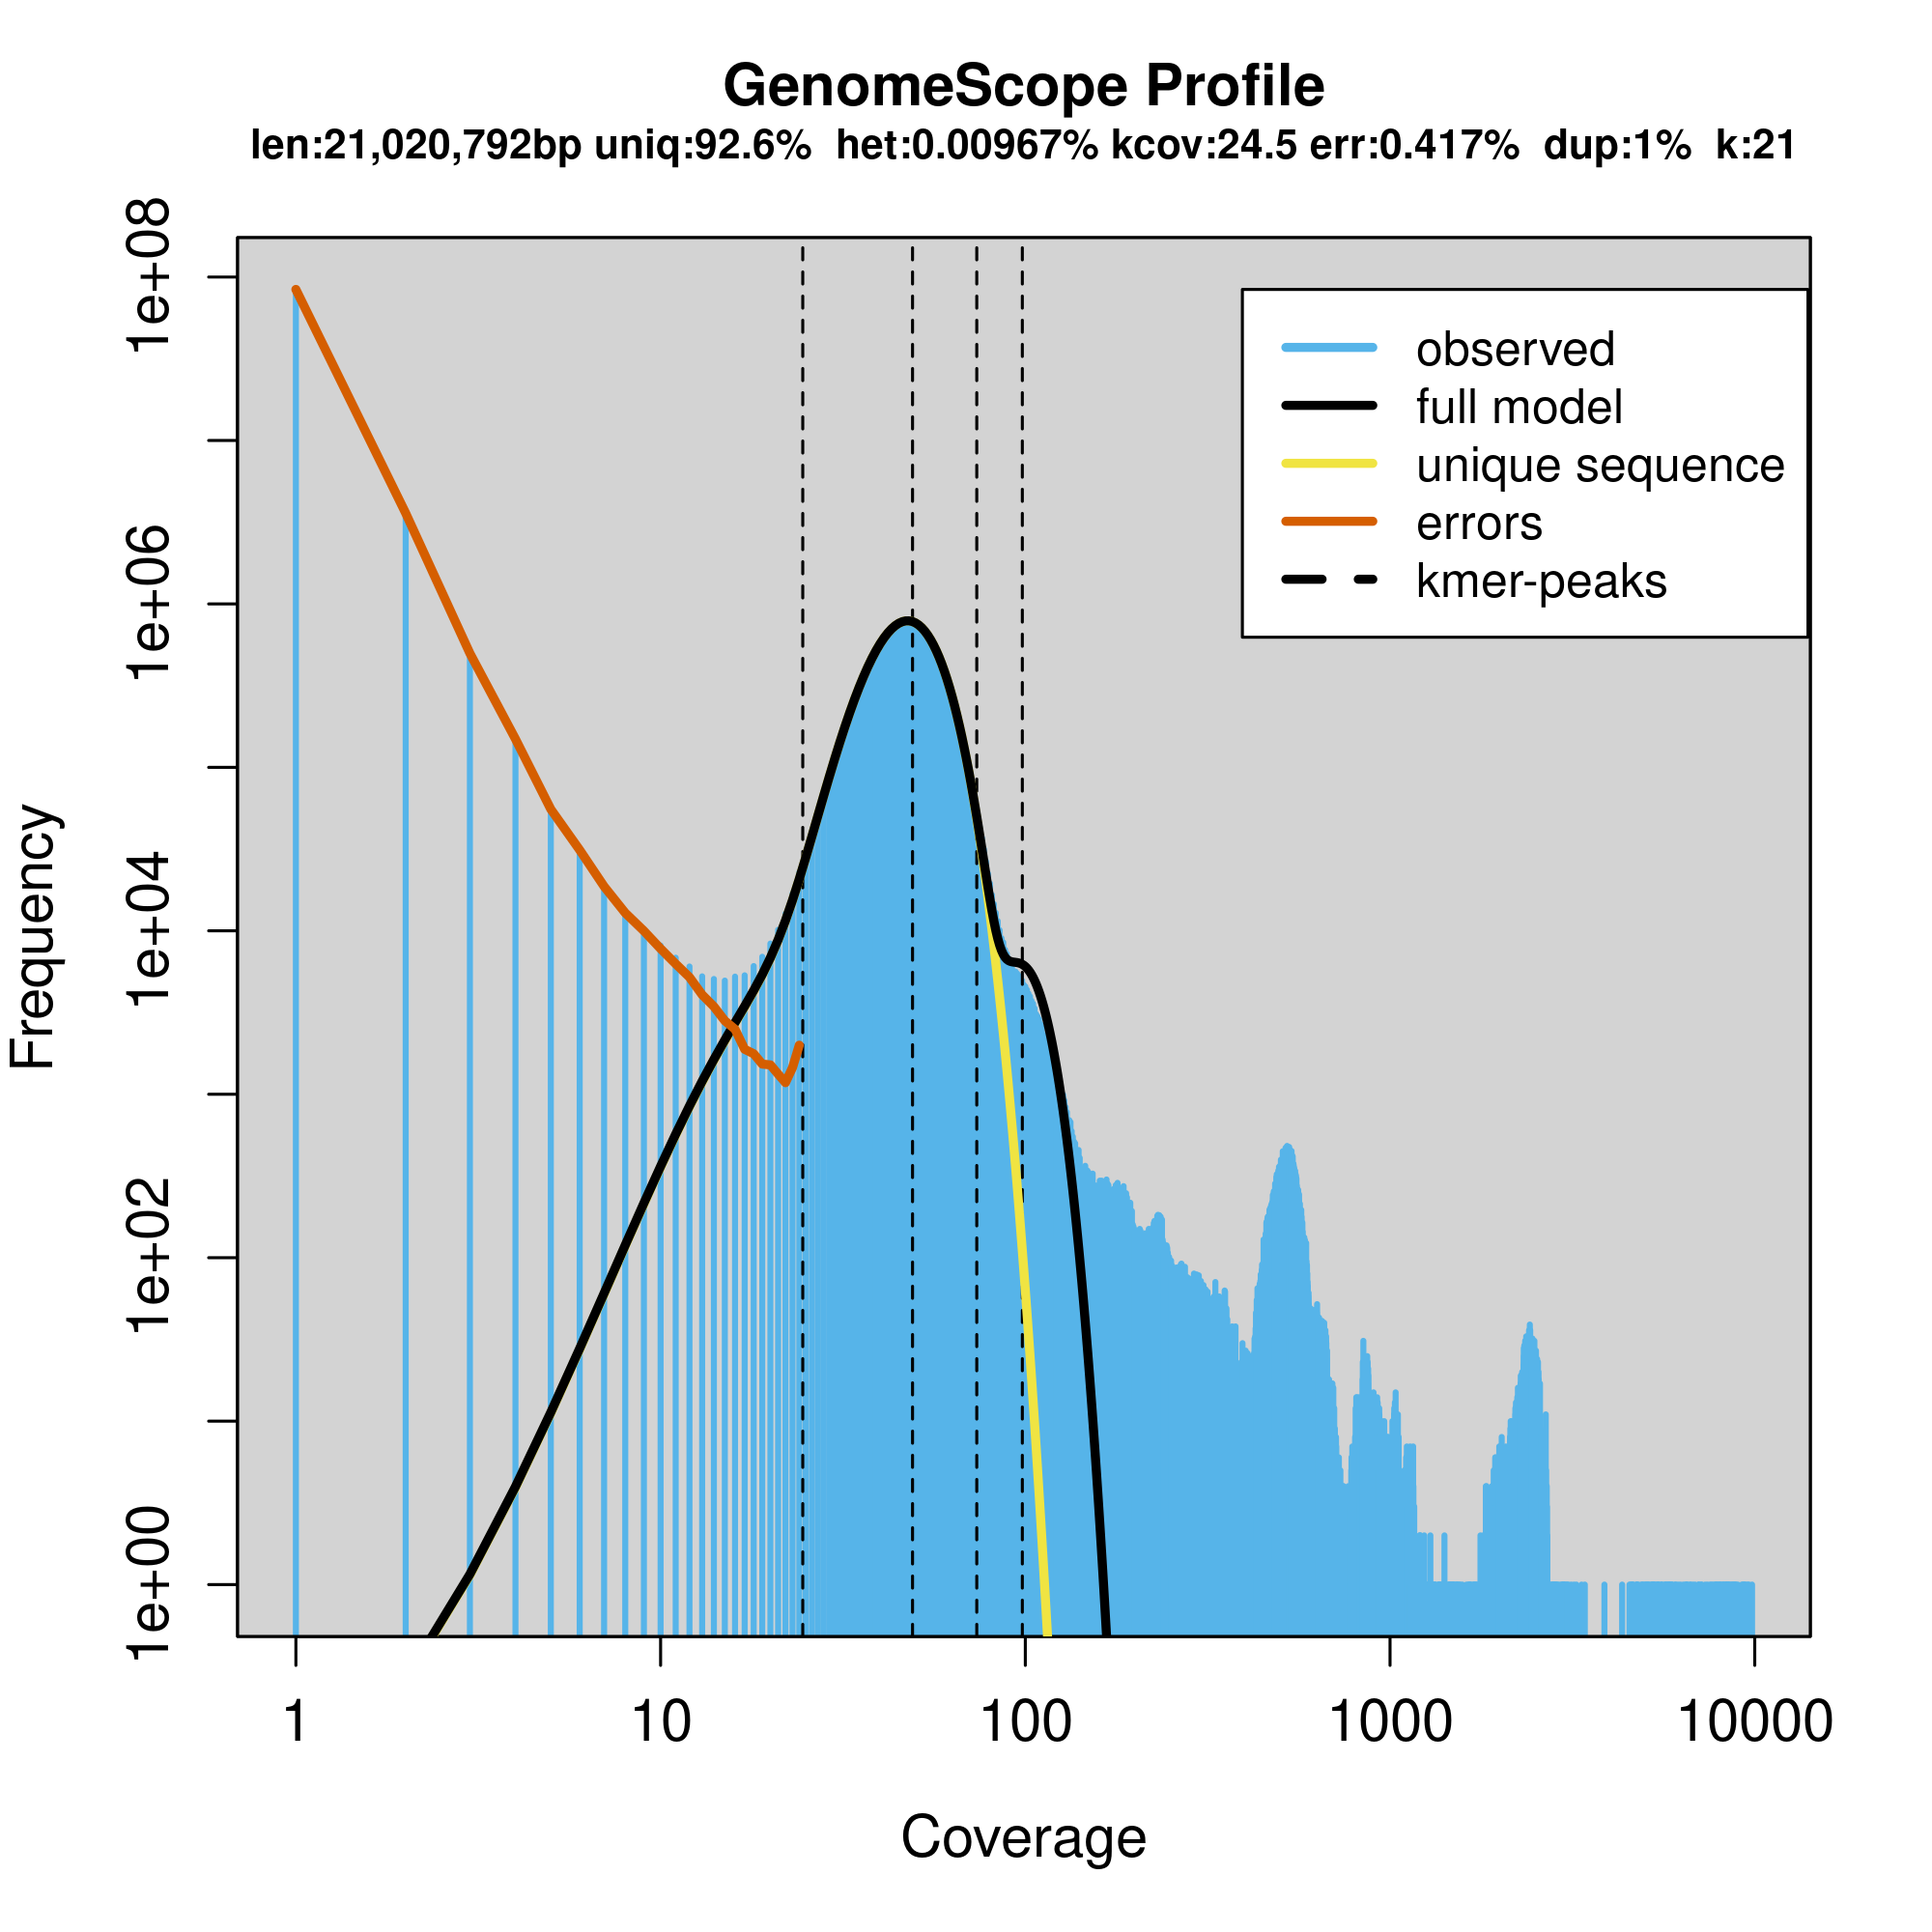 GenomeScope Profile
len:21,020,792bp uniq:92.6% het:0.00967% kcov:24.5 err:0.417% dup:1% k:21
observed
full model
unique sequence
errors
kmer-peaks
Frequency
1e+08
1e+06
1e+04
1e+02
1e+00
1 10 100 1000 10000
Coverage